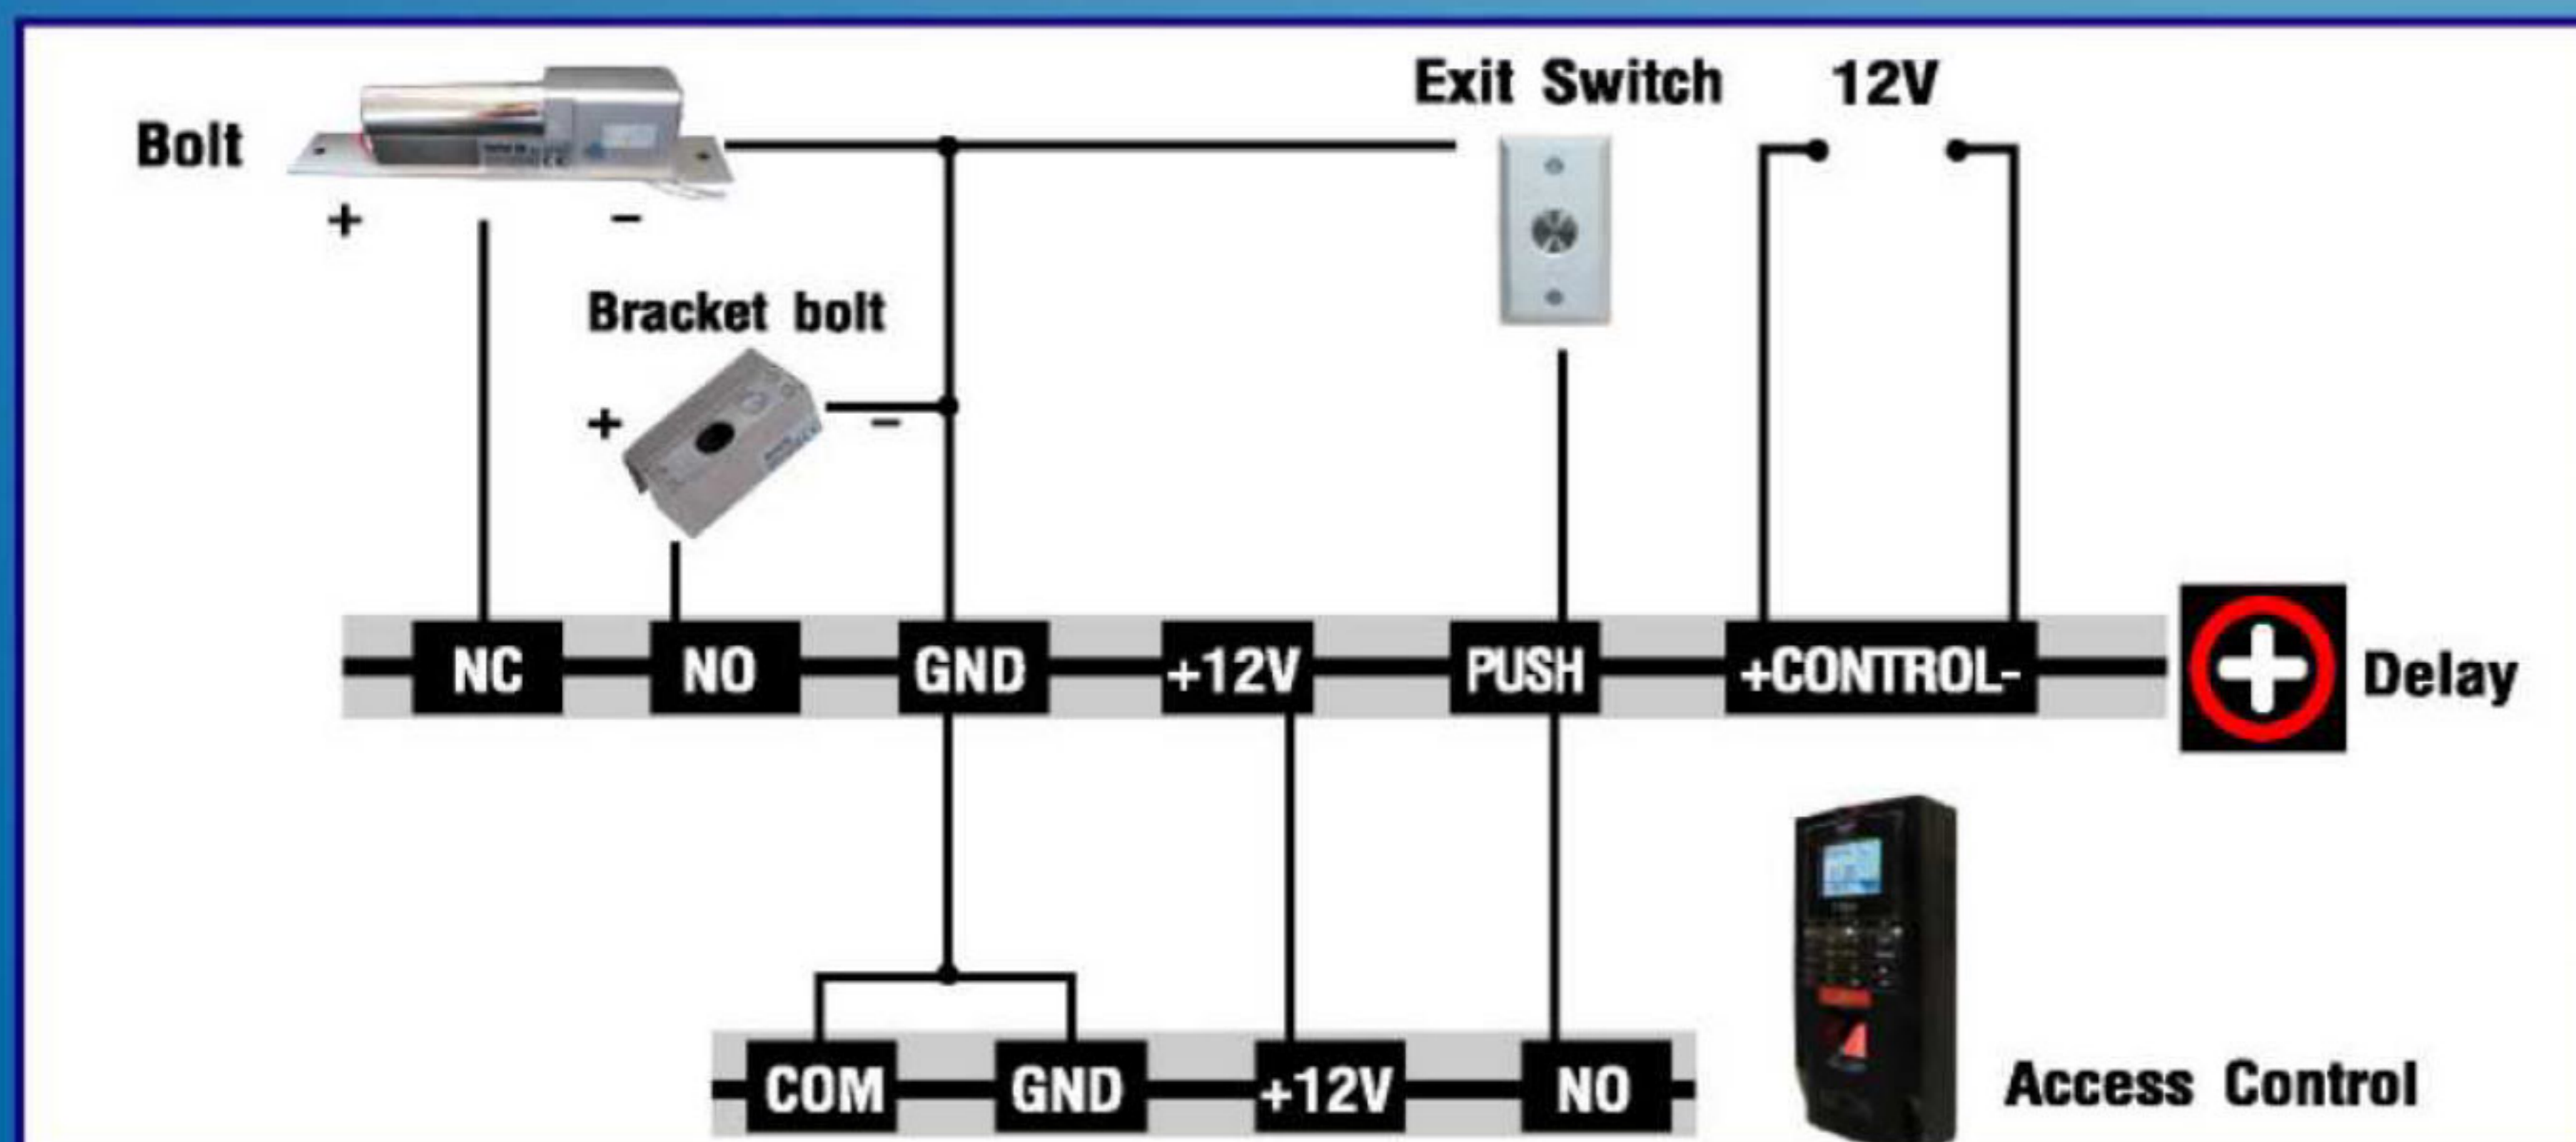 Exit Switch 12V
Bolt
+ −
Bracket bolt
+ −
NC NO GND +12V PUSH +CONTROL- Delay
COM GND +12V NO Access Control